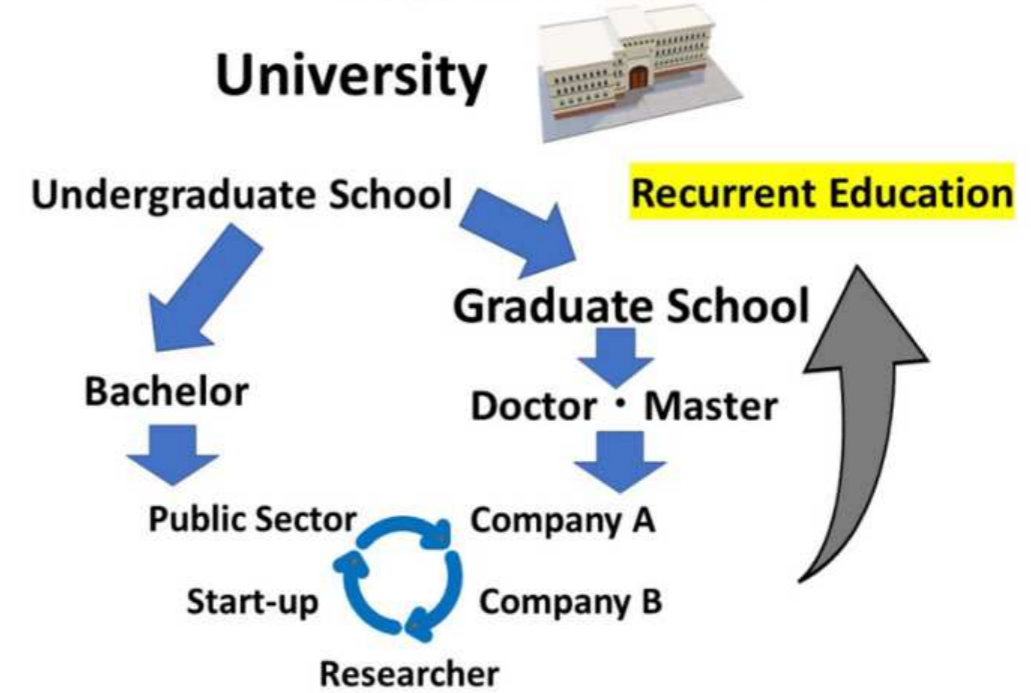 University
Undergraduate School
Recurrent Education
Graduate School
Bachelor
Doctor・Master
Public Sector
Company A
Start-up
Company B
Researcher